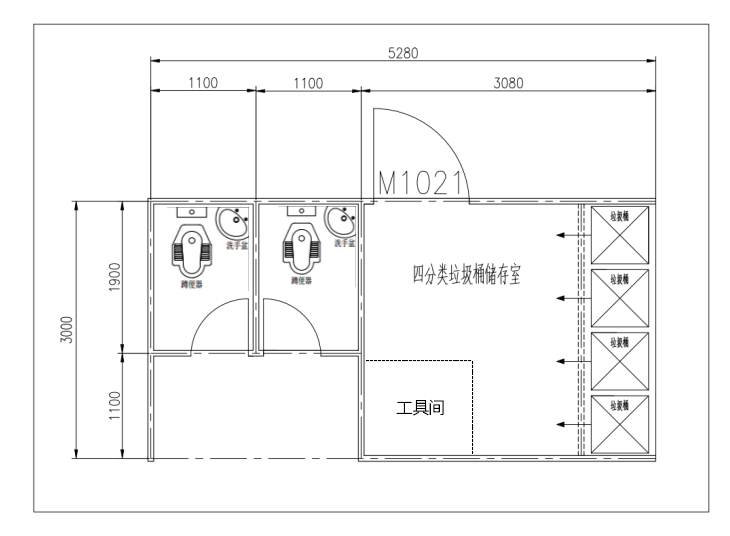 5280
1100
1100
3080
M1021
洗手盆
洗手盆
垃圾桶
蹲便器
蹲便器
四分类垃圾桶储存室
垃圾桶
1900
3000
垃圾桶
1100
工具间
垃圾桶